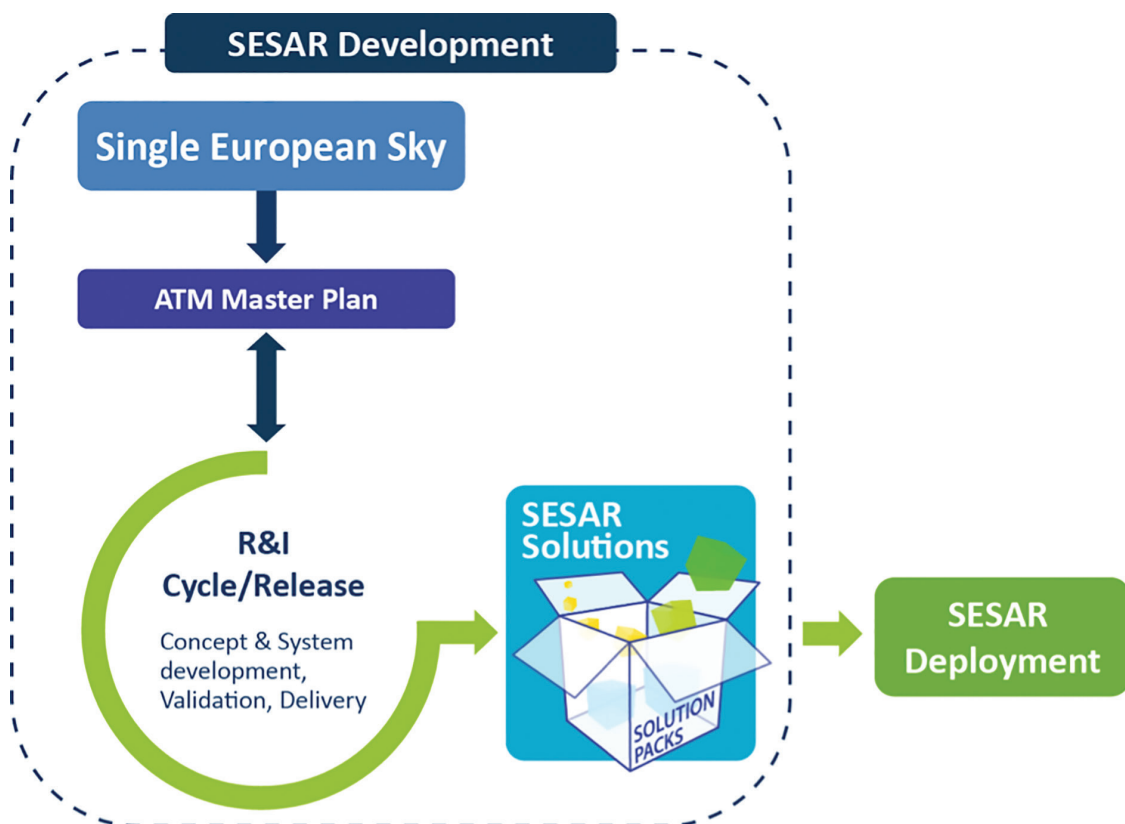 SESAR Development
Single European Sky
ATM Master Plan
R&I
Cycle/Release
Concept & System
development,
Validation, Delivery
SESAR
Solutions
SOLUTION
PACKS
SESAR
Deployment